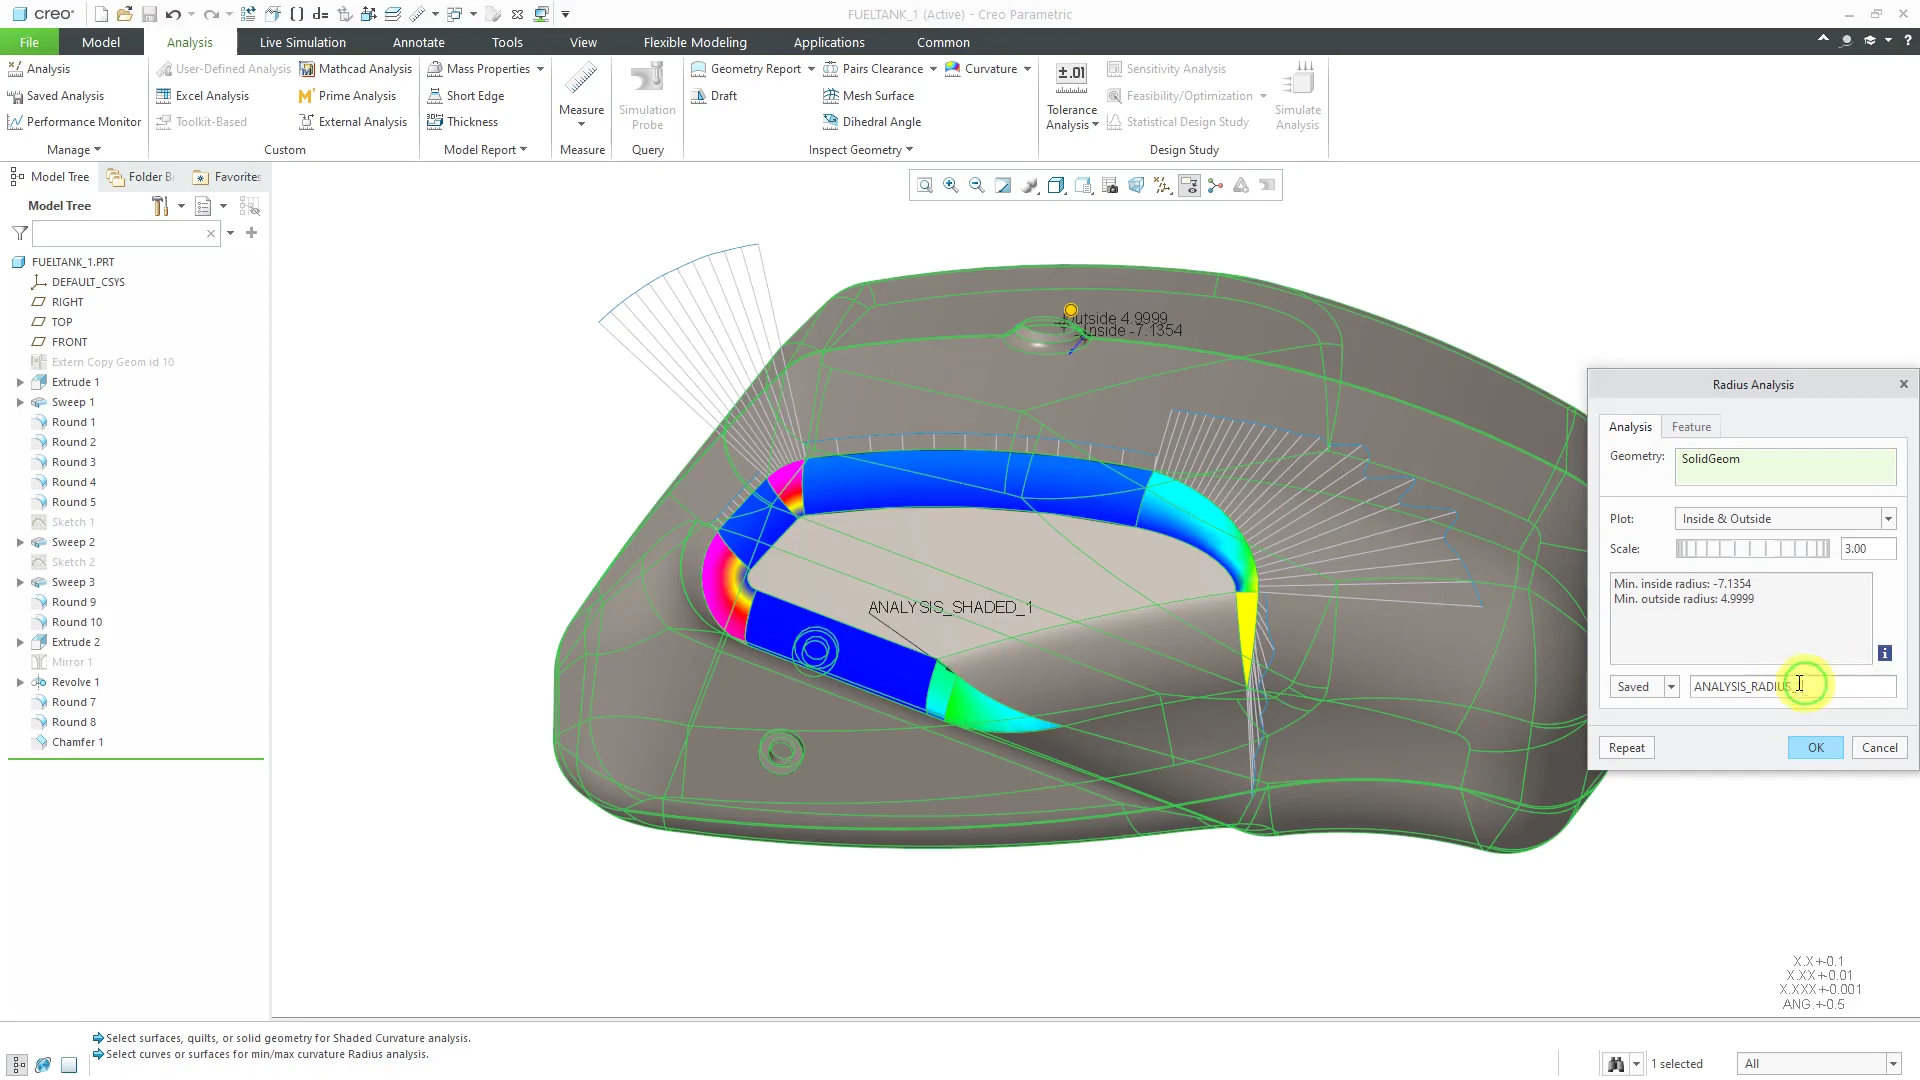 creo®
FUELTANK_1 (Active) - Creo Parametric
File
Model
Analysis
Live Simulation
Annotate
Tools
View
Flexible Modeling
Applications
Common
Analysis
Saved Analysis
Performance Monitor
Manage
User-Defined Analysis
Excel Analysis
Toolkit-Based
Mathcad Analysis
Prime Analysis
External Analysis
Custom
Mass Properties
Short Edge
Thickness
Model Report
Measure
Measure
Simulation
Probe
Query
Geometry Report
Draft
Pairs Clearance
Mesh Surface
Dihedral Angle
Curvature
Inspect Geometry
±.01
Tolerance
Analysis
Sensitivity Analysis
Feasibility/Optimization
Statistical Design Study
Simulate
Analysis
Design Study
Model Tree
Folder B
Favorites
Model Tree
FUELTANK_1.PRT
DEFAULT_CSYS
RIGHT
TOP
FRONT
Extern Copy Geom id 10
Extrude 1
Sweep 1
Round 1
Round 2
Round 3
Round 4
Round 5
Sketch 1
Sweep 2
Sketch 2
Sweep 3
Round 9
Round 10
Extrude 2
Mirror 1
Revolve 1
Round 7
Round 8
Chamfer 1
Outside 4.9999
Inside -7.1354
ANALYSIS_SHADED_1
Radius Analysis
Analysis
Feature
Geometry:
SolidGeom
Plot:
Inside & Outside
Scale:
3.00
Min. inside radius: -7.1354
Min. outside radius: 4.9999
Saved
ANALYSIS_RADIUS_
Repeat
OK
Cancel
X.X+-0.1
X.XX+-0.01
X.XXX+-0.001
ANG.+-0.5
Select surfaces, quilts, or solid geometry for Shaded Curvature analysis.
Select curves or surfaces for min/max curvature Radius analysis.
1 selected
All